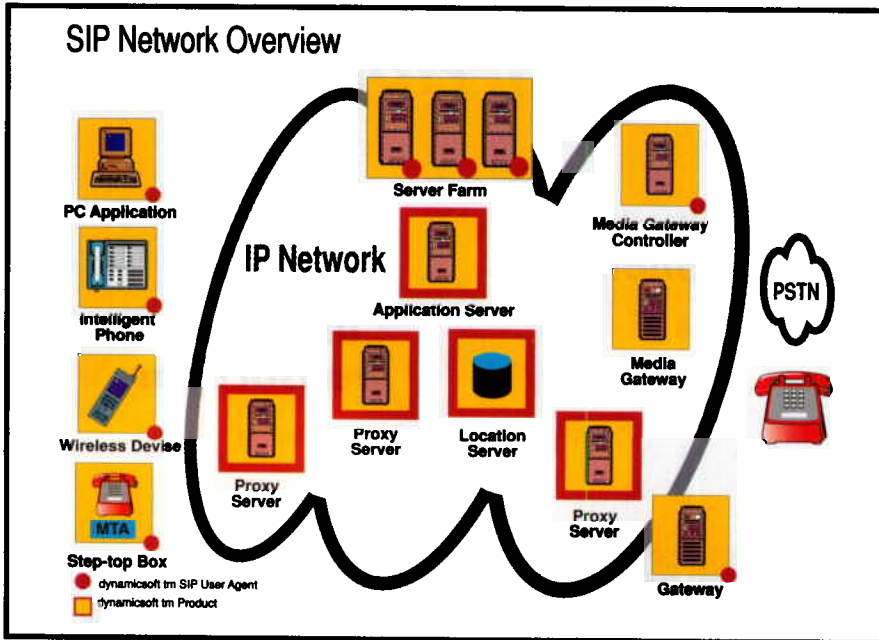 SIP Network Overview
PC Application
Intelligent
Phone
Wireless Devise
MTA
Step-top Box
Server Farm
IP Network
Application Server
Proxy
Server
Proxy
Server
Location
Server
Proxy
Server
Media Gateway
Controller
Media
Gateway
Gateway
PSTN
dynamicsoft tm SIP User Agent
dynamicsoft tm Product